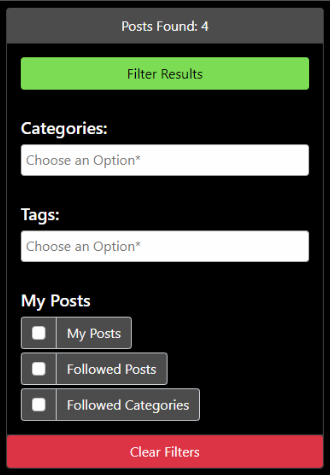 Posts Found: 4
Filter Results
Categories:
Choose an Option*
Tags:
Choose an Option*
My Posts
My Posts
Followed Posts
Followed Categories
Clear Filters